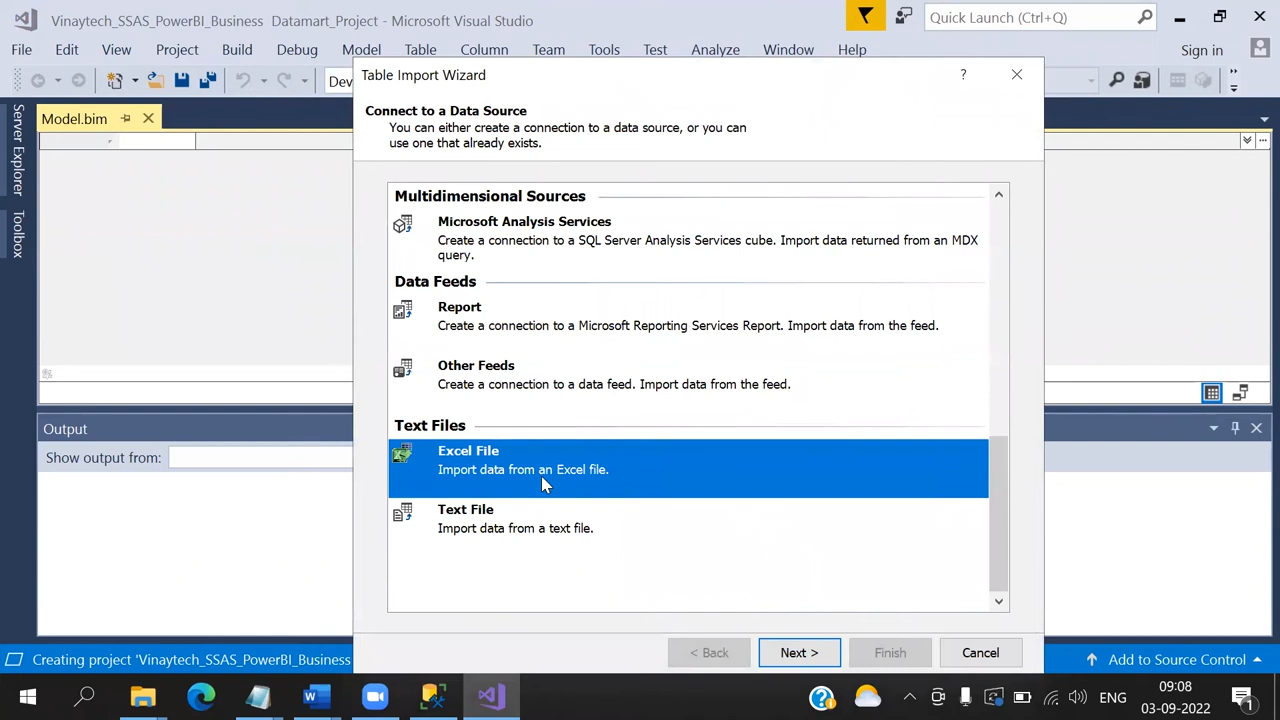 Vinaytech_SSAS_PowerBI_Business   Datamart_Project - Microsoft Visual Studio
Quick Launch (Ctrl+Q)
File Edit View Project Build Debug Model Table Column Team Tools Test Analyze Window Help
Sign in
Dev
Table Import Wizard
?
Model.bim
Server Explorer
Toolbox
Connect to a Data Source
You can either create a connection to a data source, or you can
use one that already exists.
Multidimensional Sources
Microsoft Analysis Services
Create a connection to a SQL Server Analysis Services cube. Import data returned from an MDX
query.
Data Feeds
Report
Create a connection to a Microsoft Reporting Services Report. Import data from the feed.
Other Feeds
Create a connection to a data feed. Import data from the feed.
Text Files
Excel File
Import data from an Excel file.
Text File
Import data from a text file.
Output
Show output from:
< Back
Next >
Finish
Cancel
Creating project 'Vinaytech_SSAS_PowerBI_Business
Add to Source Control
ENG
09:08
03-09-2022
1